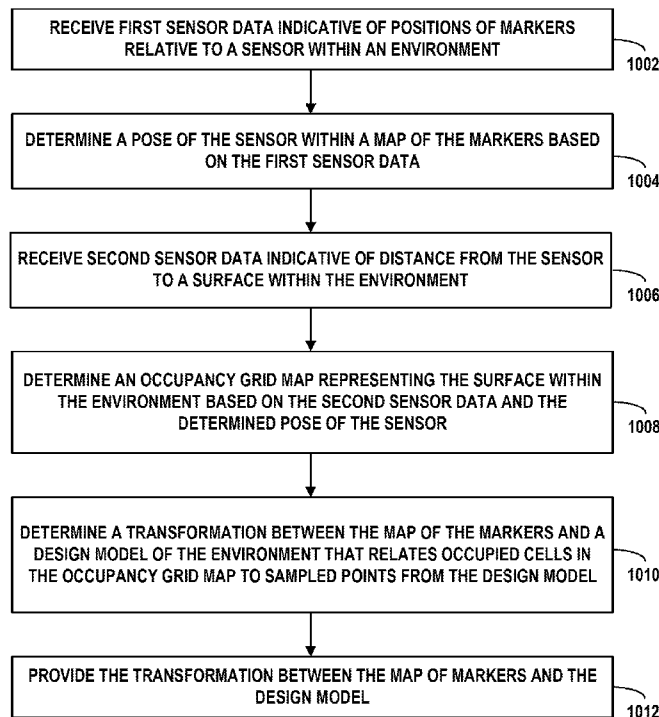 RECEIVE FIRST SENSOR DATA INDICATIVE OF POSITIONS OF MARKERS
RELATIVE TO A SENSOR WITHIN AN ENVIRONMENT
1002
DETERMINE A POSE OF THE SENSOR WITHIN A MAP OF THE MARKERS BASED
ON THE FIRST SENSOR DATA
1004
RECEIVE SECOND SENSOR DATA INDICATIVE OF DISTANCE FROM THE SENSOR
TO A SURFACE WITHIN THE ENVIRONMENT
1006
DETERMINE AN OCCUPANCY GRID MAP REPRESENTING THE SURFACE WITHIN
THE ENVIRONMENT BASED ON THE SECOND SENSOR DATA AND THE
DETERMINED POSE OF THE SENSOR
1008
DETERMINE A TRANSFORMATION BETWEEN THE MAP OF THE MARKERS AND A
DESIGN MODEL OF THE ENVIRONMENT THAT RELATES OCCUPIED CELLS IN
THE OCCUPANCY GRID MAP TO SAMPLED POINTS FROM THE DESIGN MODEL
1010
PROVIDE THE TRANSFORMATION BETWEEN THE MAP OF MARKERS AND THE
DESIGN MODEL
1012